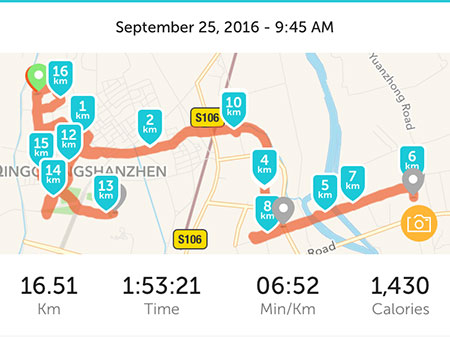 September 25, 2016 - 9:45 AM
Yuanzhong Road
16
km
1
km
2
km
S106
10
km
15
km
12
km
4
km
6
km
14
km
13
km
8
km
5
km
7
km
S106
Road
16.51
1:53:21
06:52
1,430
Km
Time
Min/Km
Calories